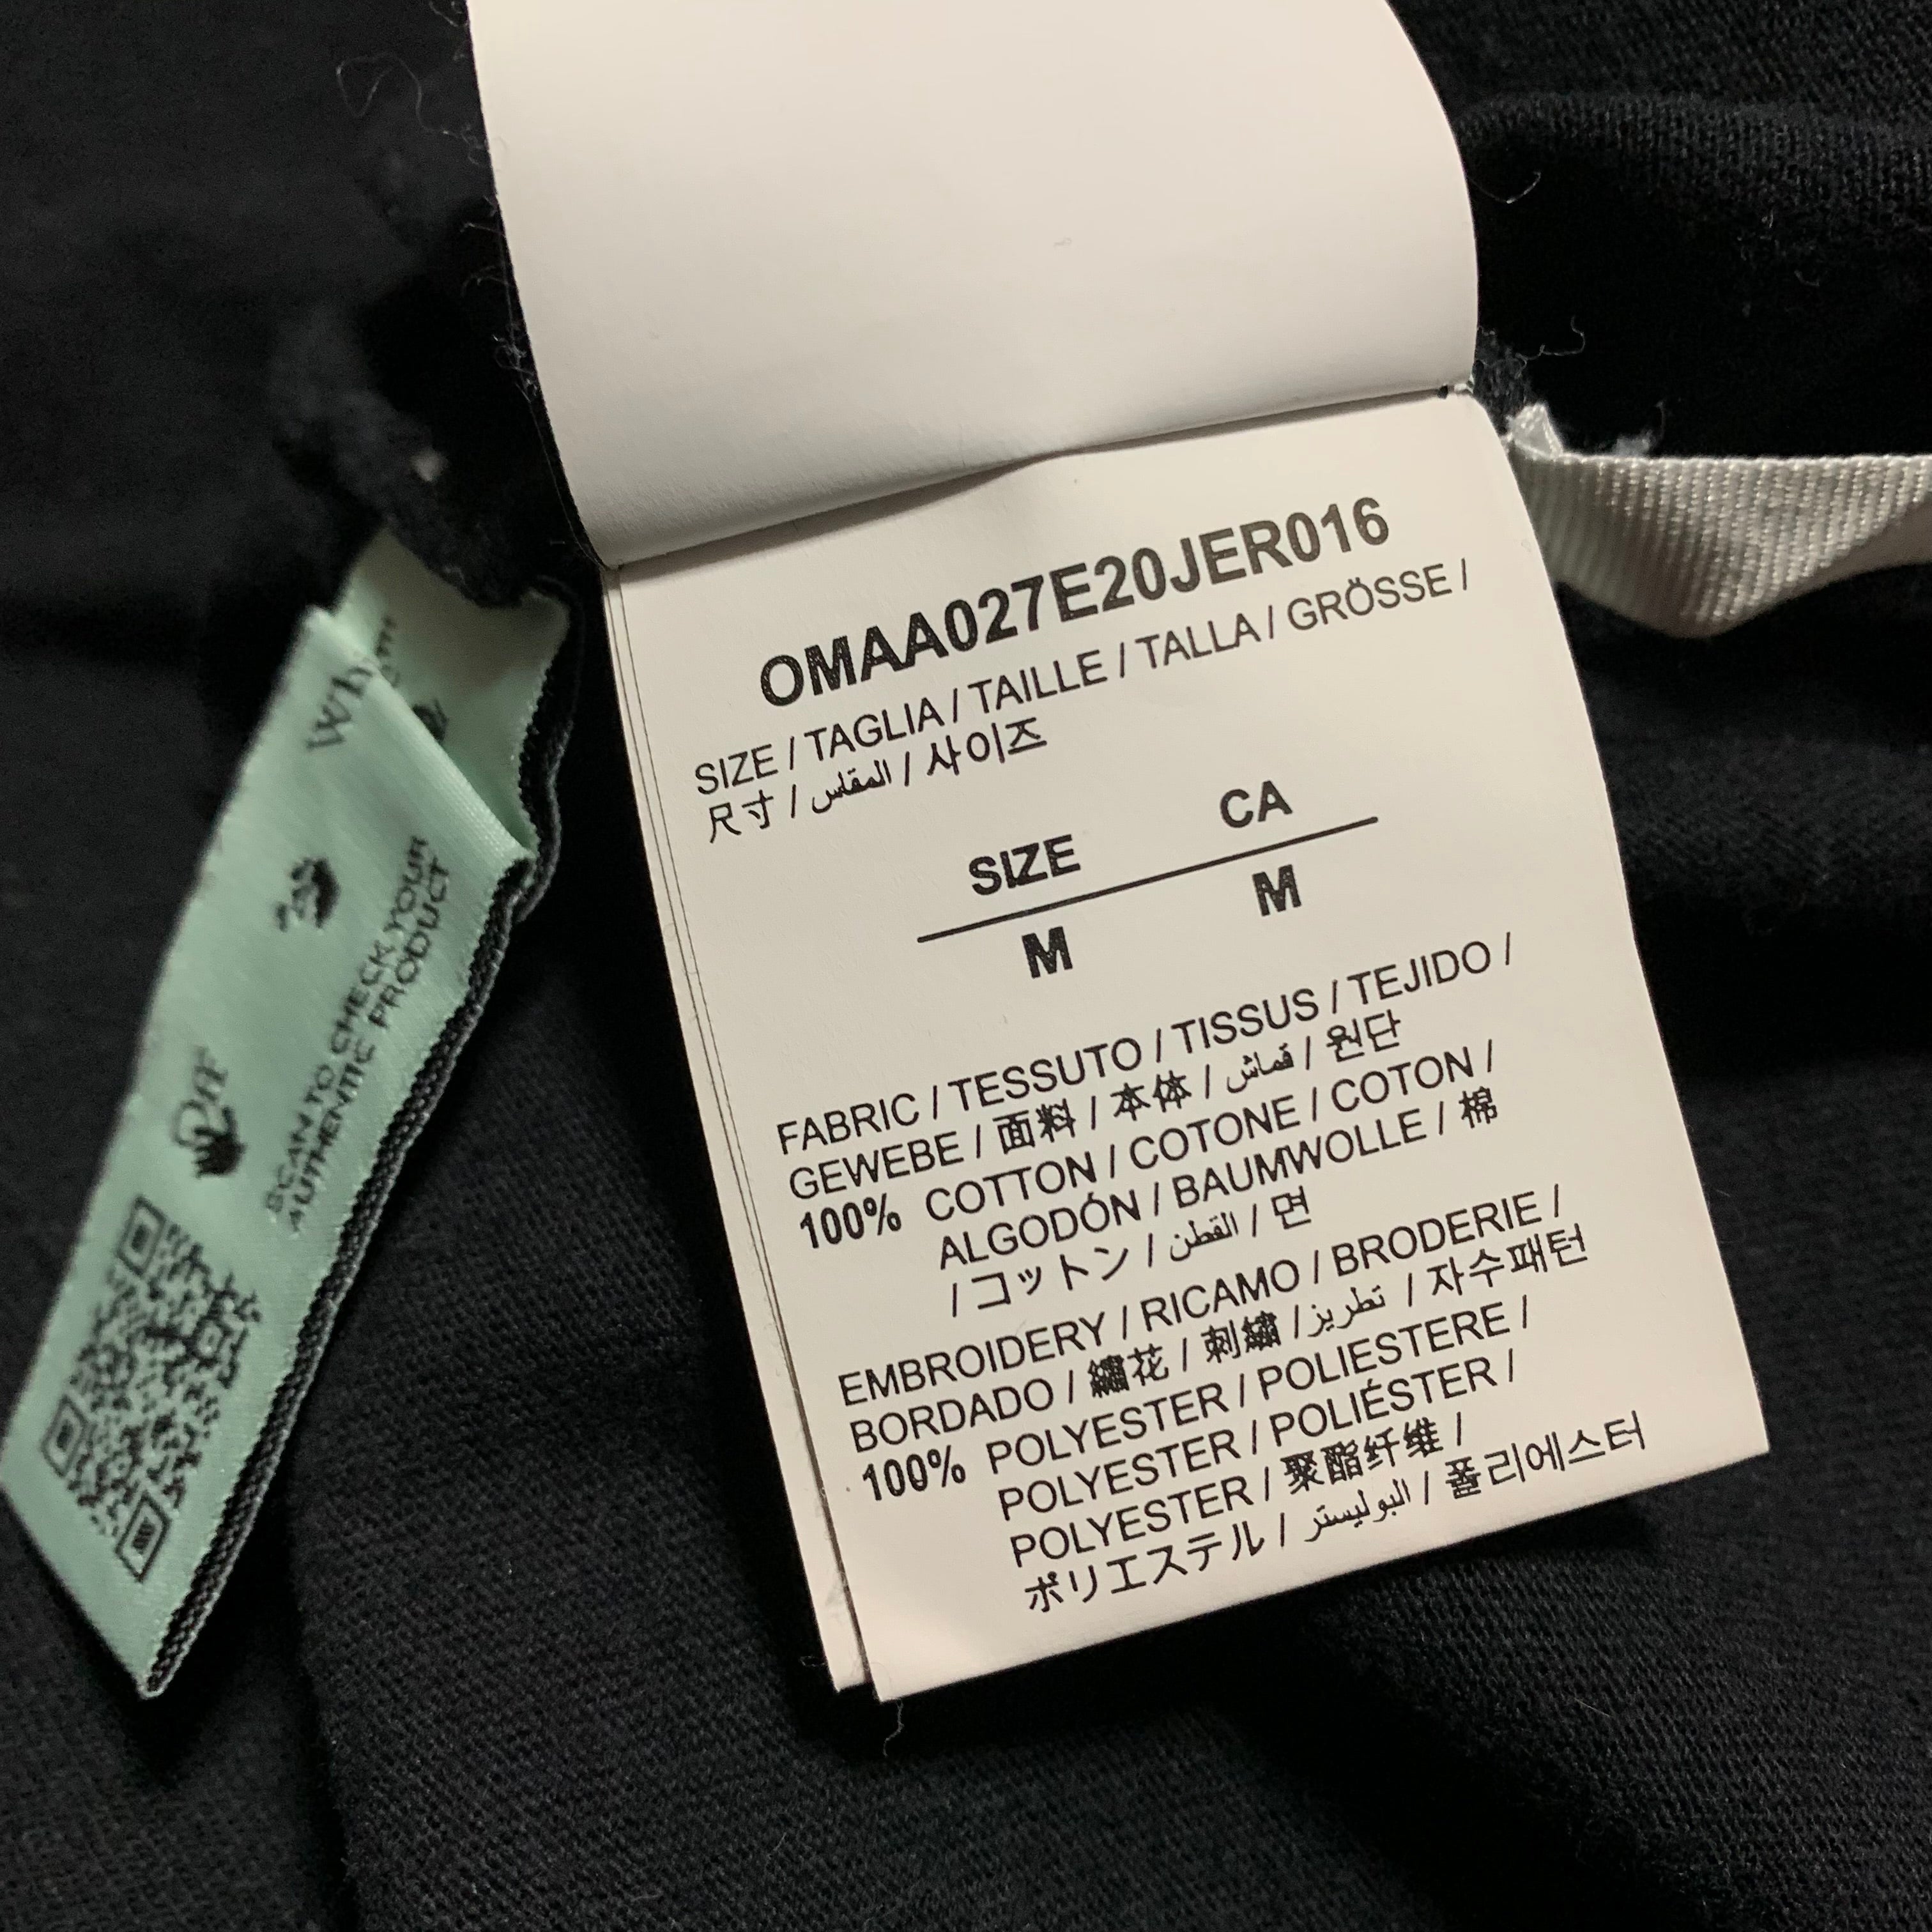 OMAA027E20JER016
SIZE / TAGLIA / TAILLE / TALLA / GRÖSSE /
尺寸 / المقاس / 사이즈
SIZE CA
M M
FABRIC / TESSUTO / TISSUS / TEJIDO /
GEWEBE / 面料 / 本体 / قماش / 원단
100% COTTON / COTONE / COTON /
ALGODÓN / BAUMWOLLE / 棉
/ コットン / القطن / 면
EMBROIDERY / RICAMO / BRODERIE /
BORDADO / 繡花 / 刺繡 / تطريز / 자수패턴
100% POLYESTER / POLIESTERE /
POLYESTER / POLIÉSTER /
POLYESTER / 聚酯纤维 /
ポリエステル / البوليستر / 폴리에스터
Off
SCAN TO CHECK YOUR
AUTHENTIC PRODUCT